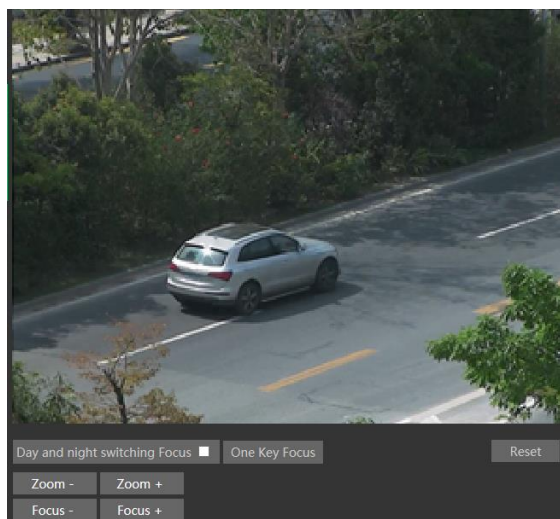 Day and night switching Focus One Key Focus Reset
Zoom - Zoom +
Focus - Focus +